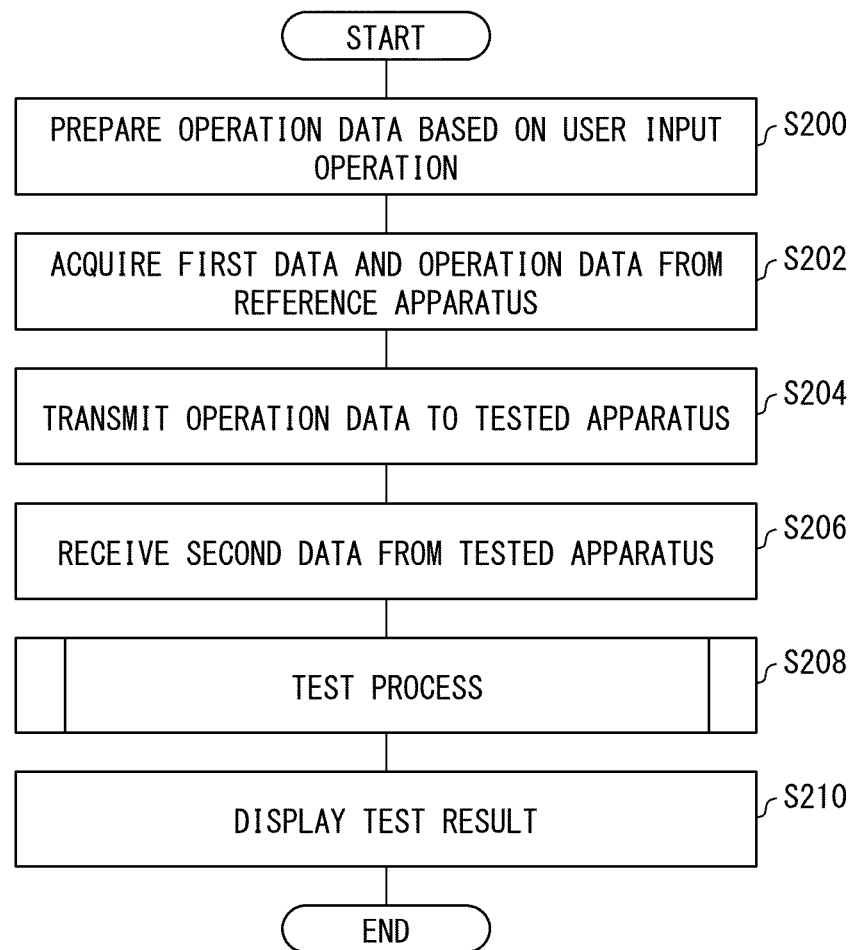 START
PREPARE OPERATION DATA BASED ON USER INPUT
OPERATION
S200
ACQUIRE FIRST DATA AND OPERATION DATA FROM
REFERENCE APPARATUS
S202
TRANSMIT OPERATION DATA TO TESTED APPARATUS
S204
RECEIVE SECOND DATA FROM TESTED APPARATUS
S206
TEST PROCESS
S208
DISPLAY TEST RESULT
S210
END